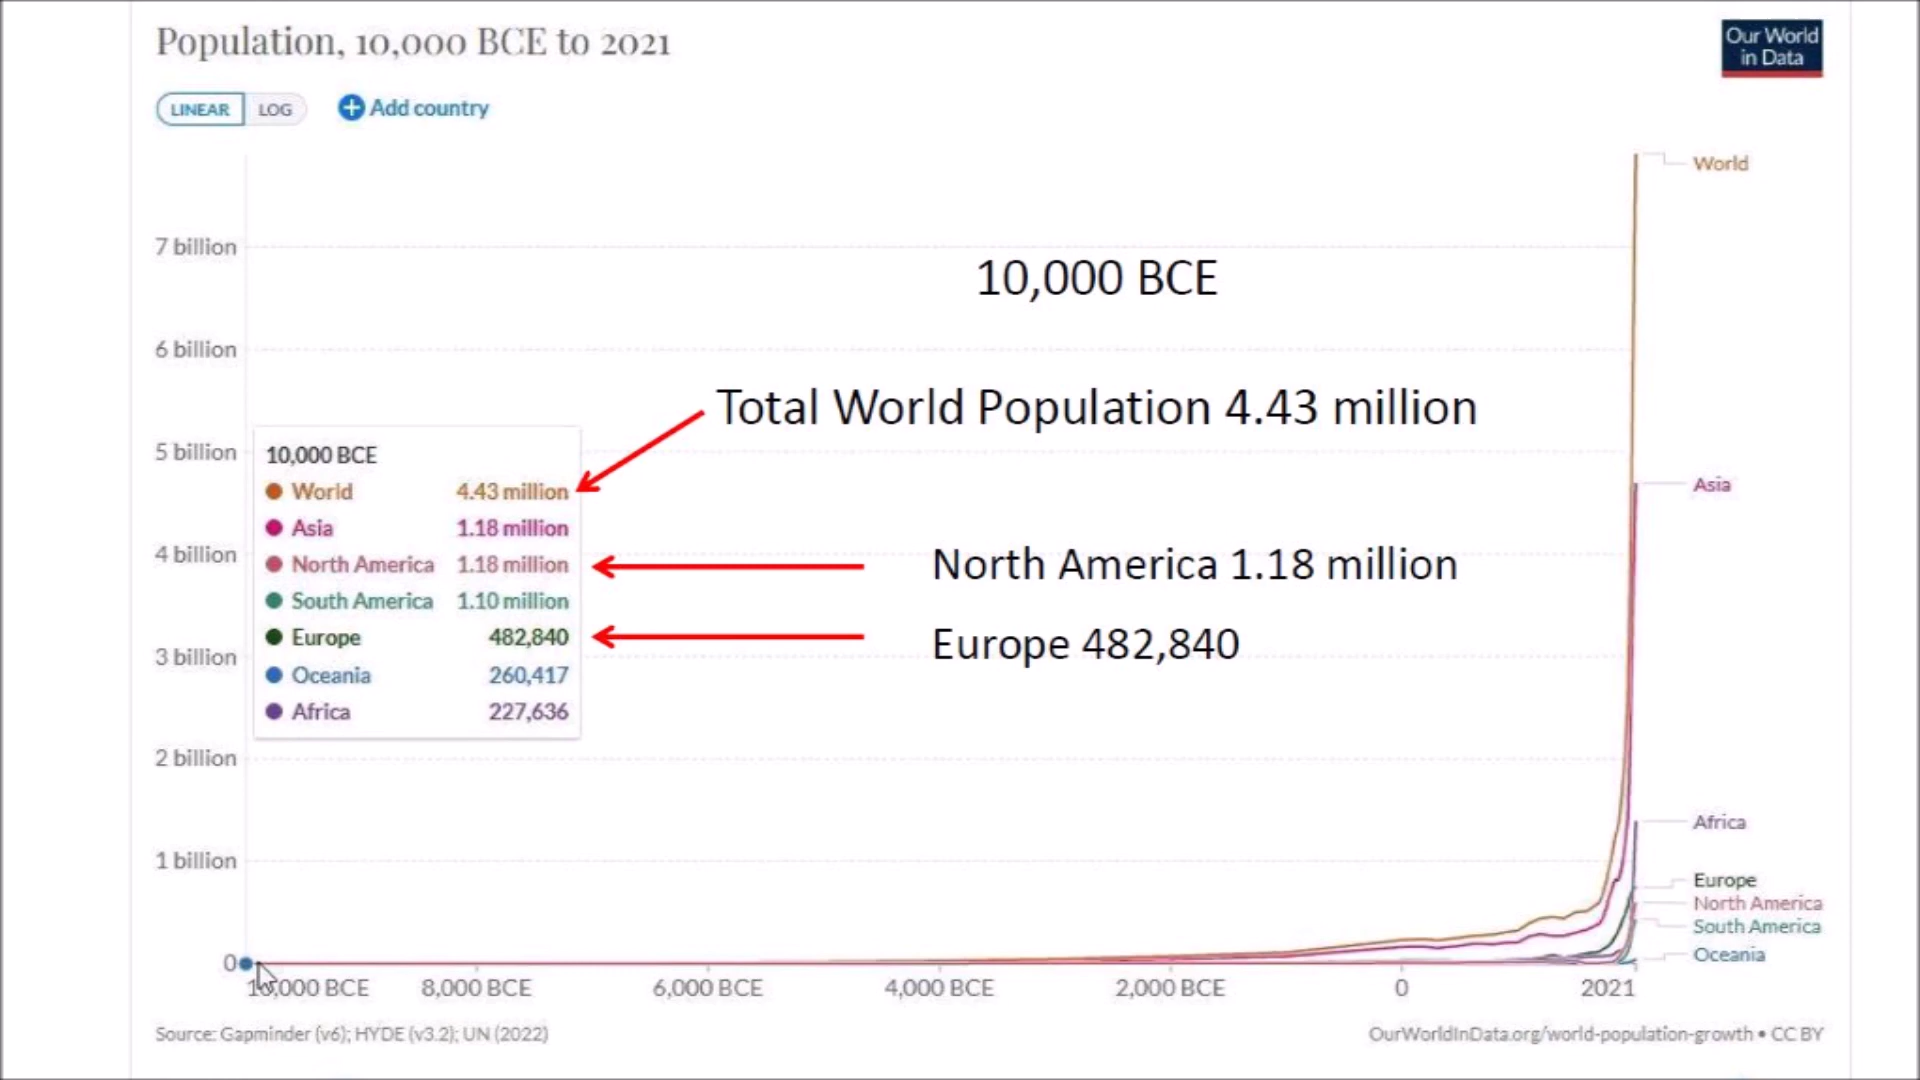 Population, 10,000 BCE to 2021
Our World
in Data
LINEAR LOG
Add country
World
7 billion
10,000 BCE
6 billion
Total World Population 4.43 million
5 billion
10,000 BCE
World 4.43 million
Asia
Asia 1.18 million
4 billion
North America 1.18 million
North America 1.18 million
South America 1.10 million
Europe 482,840
Europe 482,840
3 billion
Oceania 260,417
Africa 227,636
2 billion
Africa
1 billion
Europe
North America
South America
Oceania
0
10,000 BCE 8,000 BCE 6,000 BCE 4,000 BCE 2,000 BCE 0 2021
Source: Gapminder (v6); HYDE (v3.2); UN (2022)
OurWorldInData.org/world-population-growth • CC BY